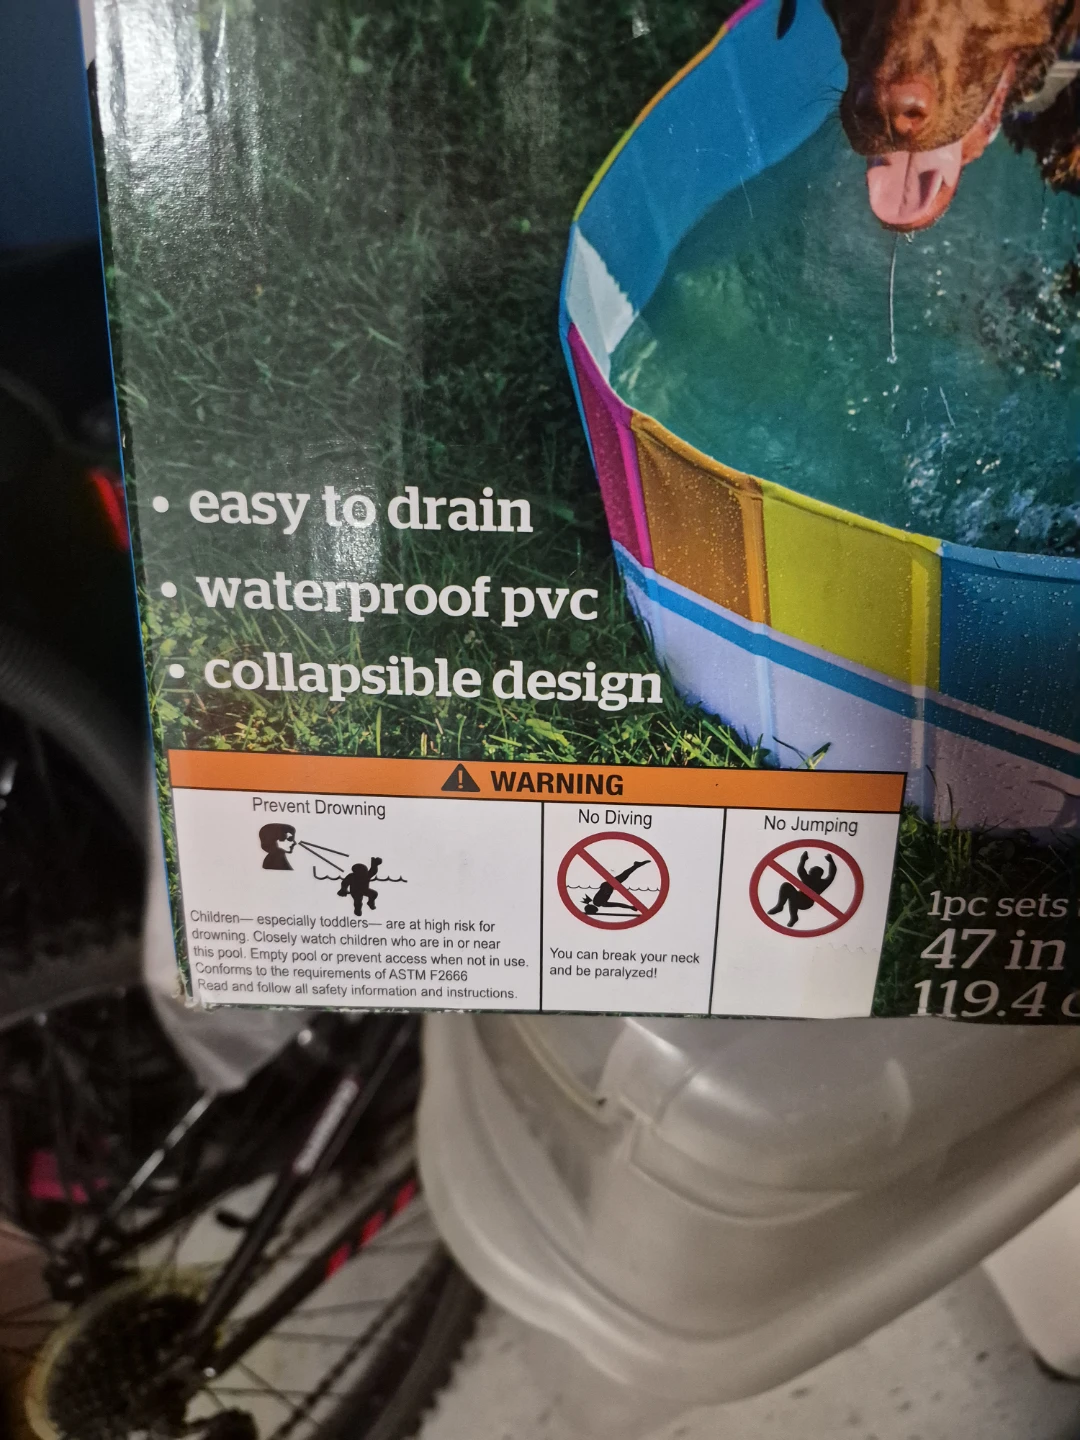 • easy to drain
• waterproof pvc
• collapsible design
WARNING
Prevent Drowning
Children— especially toddlers— are at high risk for
drowning. Closely watch children who are in or near
this pool. Empty pool or prevent access when not in use.
Conforms to the requirements of ASTM F2666
Read and follow all safety information and instructions.
No Diving
You can break your neck
and be paralyzed!
No Jumping
1pc sets
47 in
119.4